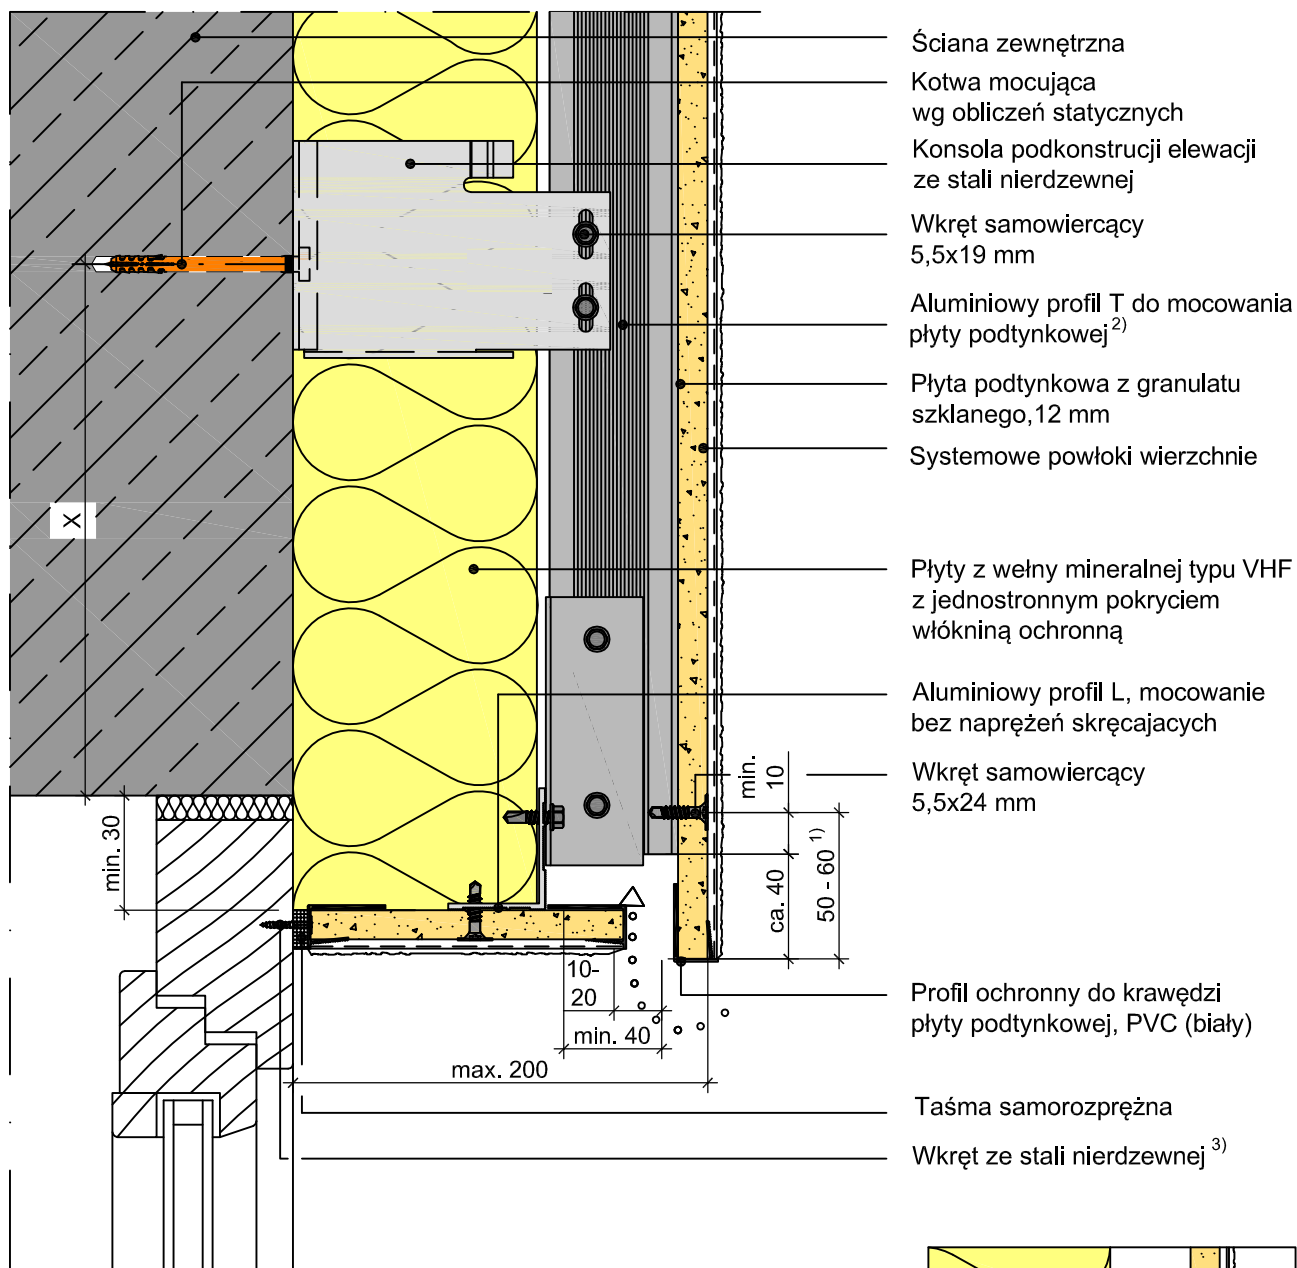 Ściana zewnętrzna
Kotwa mocująca
wg obliczeń statycznych
Konsola podkonstrucji elewacji
ze stali nierdzewnej
Wkręt samowiercący
5,5x19 mm
Aluminiowy profil T do mocowania
płyty podtynkowej 2)
Płyta podtynkowa z granulatu
szklanego,12 mm
Systemowe powłoki wierzchnie
X
Płyty z wełny mineralnej typu VHF
z jednostronnym pokryciem
włókniną ochronną
Aluminiowy profil L, mocowanie
bez naprężeń skręcajacych
Wkręt samowiercący
5,5x24 mm
min.
10
min. 30
ca. 40
50 - 60 1)
10-
20
min. 40
max. 200
Profil ochronny do krawędzi
płyty podtynkowej, PVC (biały)
Taśma samorozprężna
Wkręt ze stali nierdzewnej 3)